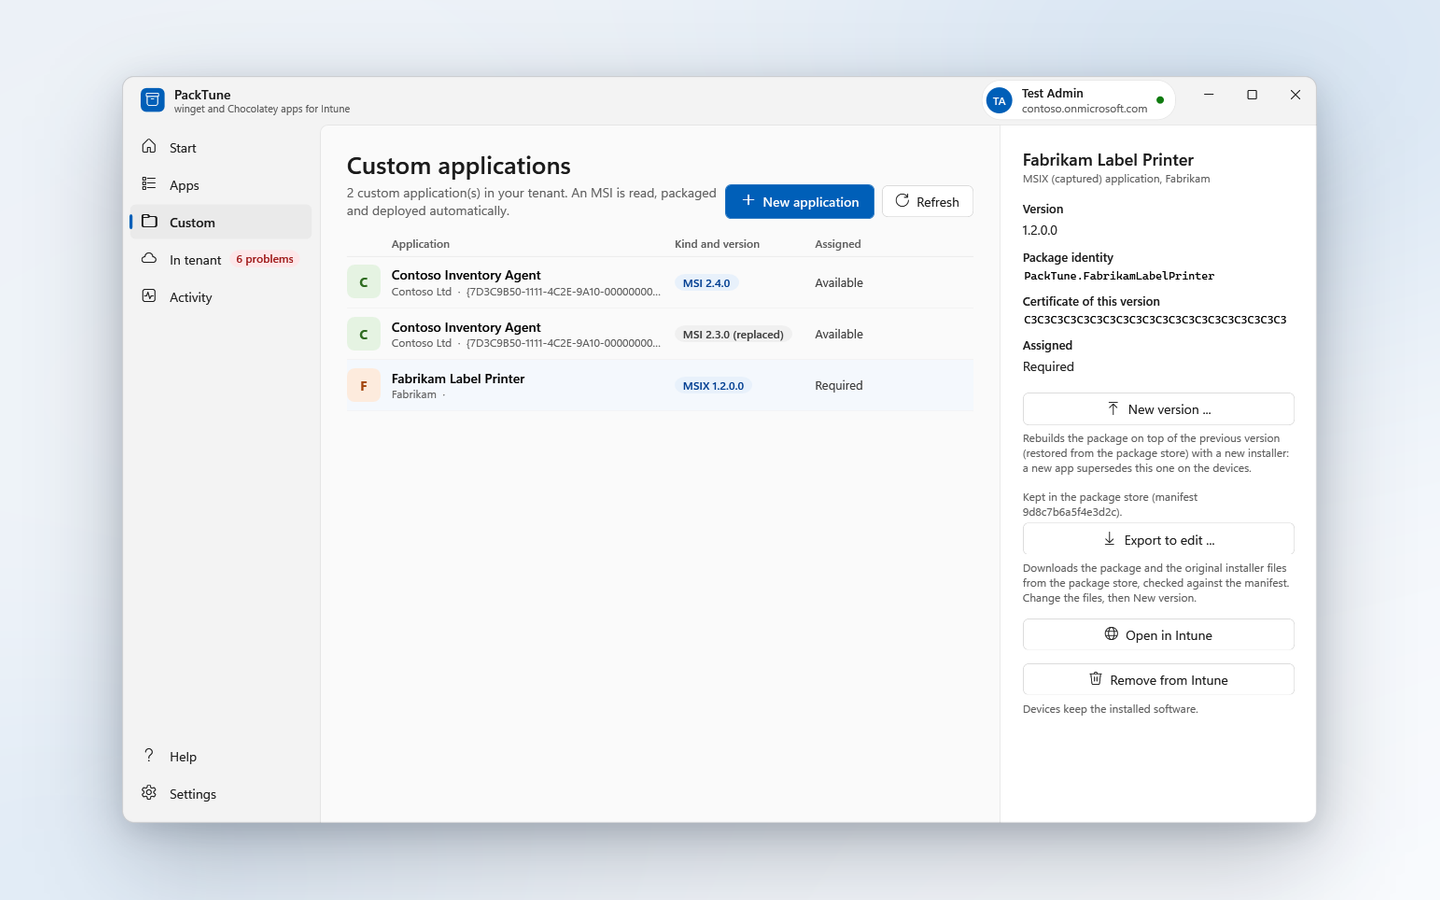 PackTune
winget and Chocolatey apps for Intune
TA
Test Admin
contoso.onmicrosoft.com
Start
Apps
Custom
In tenant
6 problems
Activity
Help
Settings
Custom applications
2 custom application(s) in your tenant. An MSI is read, packaged
and deployed automatically.
New application
Refresh
Application
Kind and version
Assigned
C
Contoso Inventory Agent
Contoso Ltd · {7D3C9B50-1111-4C2E-9A10-00000000...
MSI 2.4.0
Available
C
Contoso Inventory Agent
Contoso Ltd · {7D3C9B50-1111-4C2E-9A10-00000000...
MSI 2.3.0 (replaced)
Available
F
Fabrikam Label Printer
Fabrikam ·
MSIX 1.2.0.0
Required
Fabrikam Label Printer
MSIX (captured) application, Fabrikam
Version
1.2.0.0
Package identity
PackTune.FabrikamLabelPrinter
Certificate of this version
C3C3C3C3C3C3C3C3C3C3C3C3C3C3C3C3C3C3C3C3
Assigned
Required
New version ...
Rebuilds the package on top of the previous version
(restored from the package store) with a new installer:
a new app supersedes this one on the devices.
Kept in the package store (manifest
9d8c7b6a5f4e3d2c).
Export to edit ...
Downloads the package and the original installer files
from the package store, checked against the manifest.
Change the files, then New version.
Open in Intune
Remove from Intune
Devices keep the installed software.